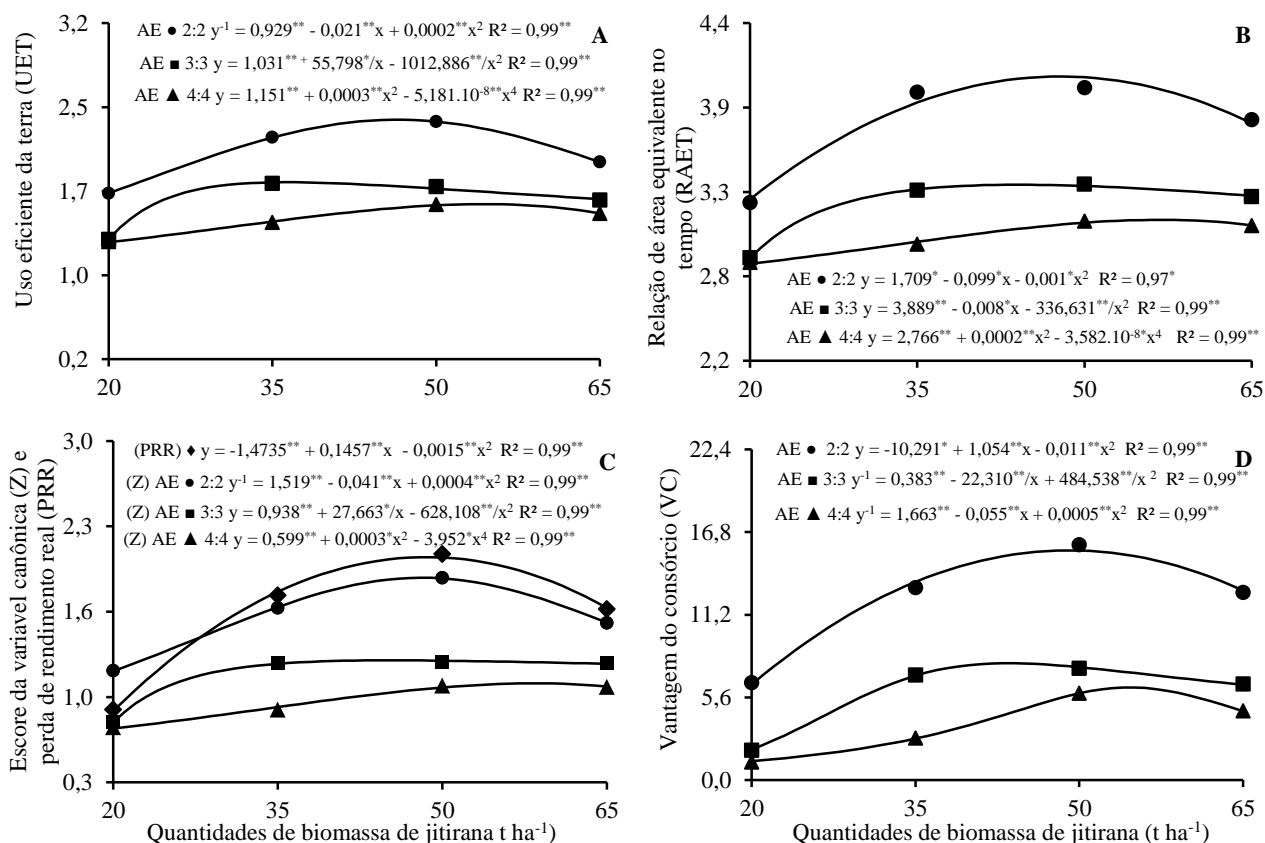 A
AE ● 2:2 y⁻¹ = 0,929** - 0,021**x + 0,0002**x² R² = 0,99**
AE ■ 3:3 y = 1,031** + 55,798*/x - 1012,886**/x² R² = 0,99**
AE ▲ 4:4 y = 1,151** + 0,0003**x² - 5,181.10⁻⁸**x⁴ R² = 0,99**
Uso eficiente da terra (UET)
3,2
2,5
1,7
1,0
0,2
20 35 50 65
B
Relação de área equivalente no
tempo (RAET)
4,4
3,9
3,3
2,8
2,2
AE ● 2:2 y = 1,709* - 0,099*x - 0,001*x² R² = 0,97*
AE ■ 3:3 y = 3,889** - 0,008*x - 336,631**/x² R² = 0,99**
AE ▲ 4:4 y = 2,766** + 0,0002**x² - 3,582.10⁻⁸*x⁴ R² = 0,99**
20 35 50 65
C
(PRR) ♦ y = -1,4735** + 0,1457**x - 0,0015**x² R² = 0,99**
(Z) AE ● 2:2 y⁻¹ = 1,519** - 0,041**x + 0,0004**x² R² = 0,99**
(Z) AE ■ 3:3 y = 0,938** + 27,663*/x - 628,108**/x² R² = 0,99**
(Z) AE ▲ 4:4 y = 0,599** + 0,0003*x² - 3,952*x⁴ R² = 0,99**
Escore da variavel canônica (Z) e
perda de rendimento real (PRR)
3,0
2,3
1,6
1,0
0,3
20 35 50 65
Quantidades de biomassa de jitirana t ha⁻¹)
D
AE ● 2:2 y = -10,291* + 1,054**x - 0,011**x² R² = 0,99**
AE ■ 3:3 y⁻¹ = 0,383** - 22,310**/x + 484,538**/x² R² = 0,99**
AE ▲ 4:4 y⁻¹ = 1,663** - 0,055**x + 0,0005**x² R² = 0,99**
Vantagem do consórcio (VC)
22,4
16,8
11,2
5,6
0,0
20 35 50 65
Quantidades de biomassa de jitirana (t ha⁻¹)